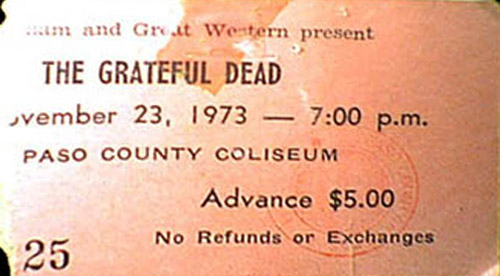 and Great Western present
THE GRATEFUL DEAD
vember 23, 1973 — 7:00 p.m.
PASO COUNTY COLISEUM
Advance $5.00
No Refunds or Exchanges
25